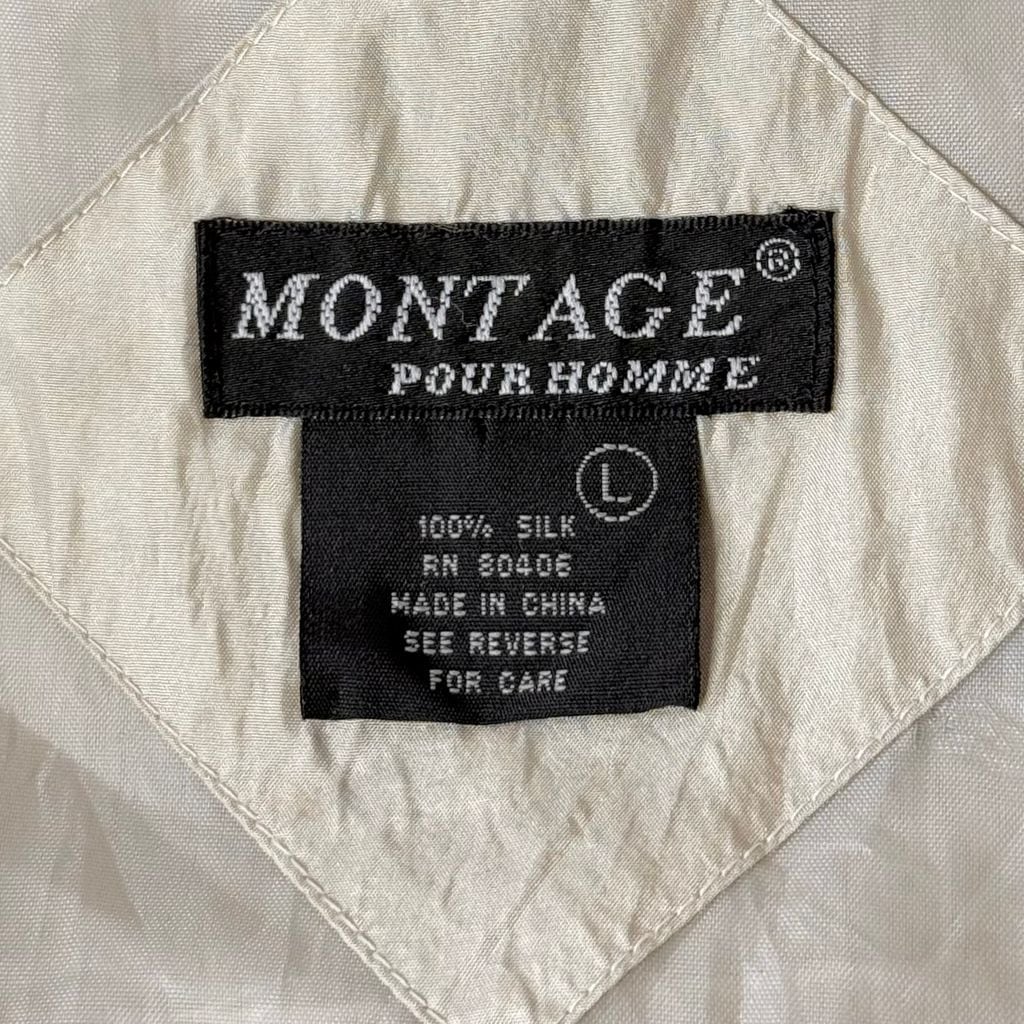 MONTAGE®
POUR HOMME
L
100% SILK
RN 80406
MADE IN CHINA
SEE REVERSE
FOR CARE